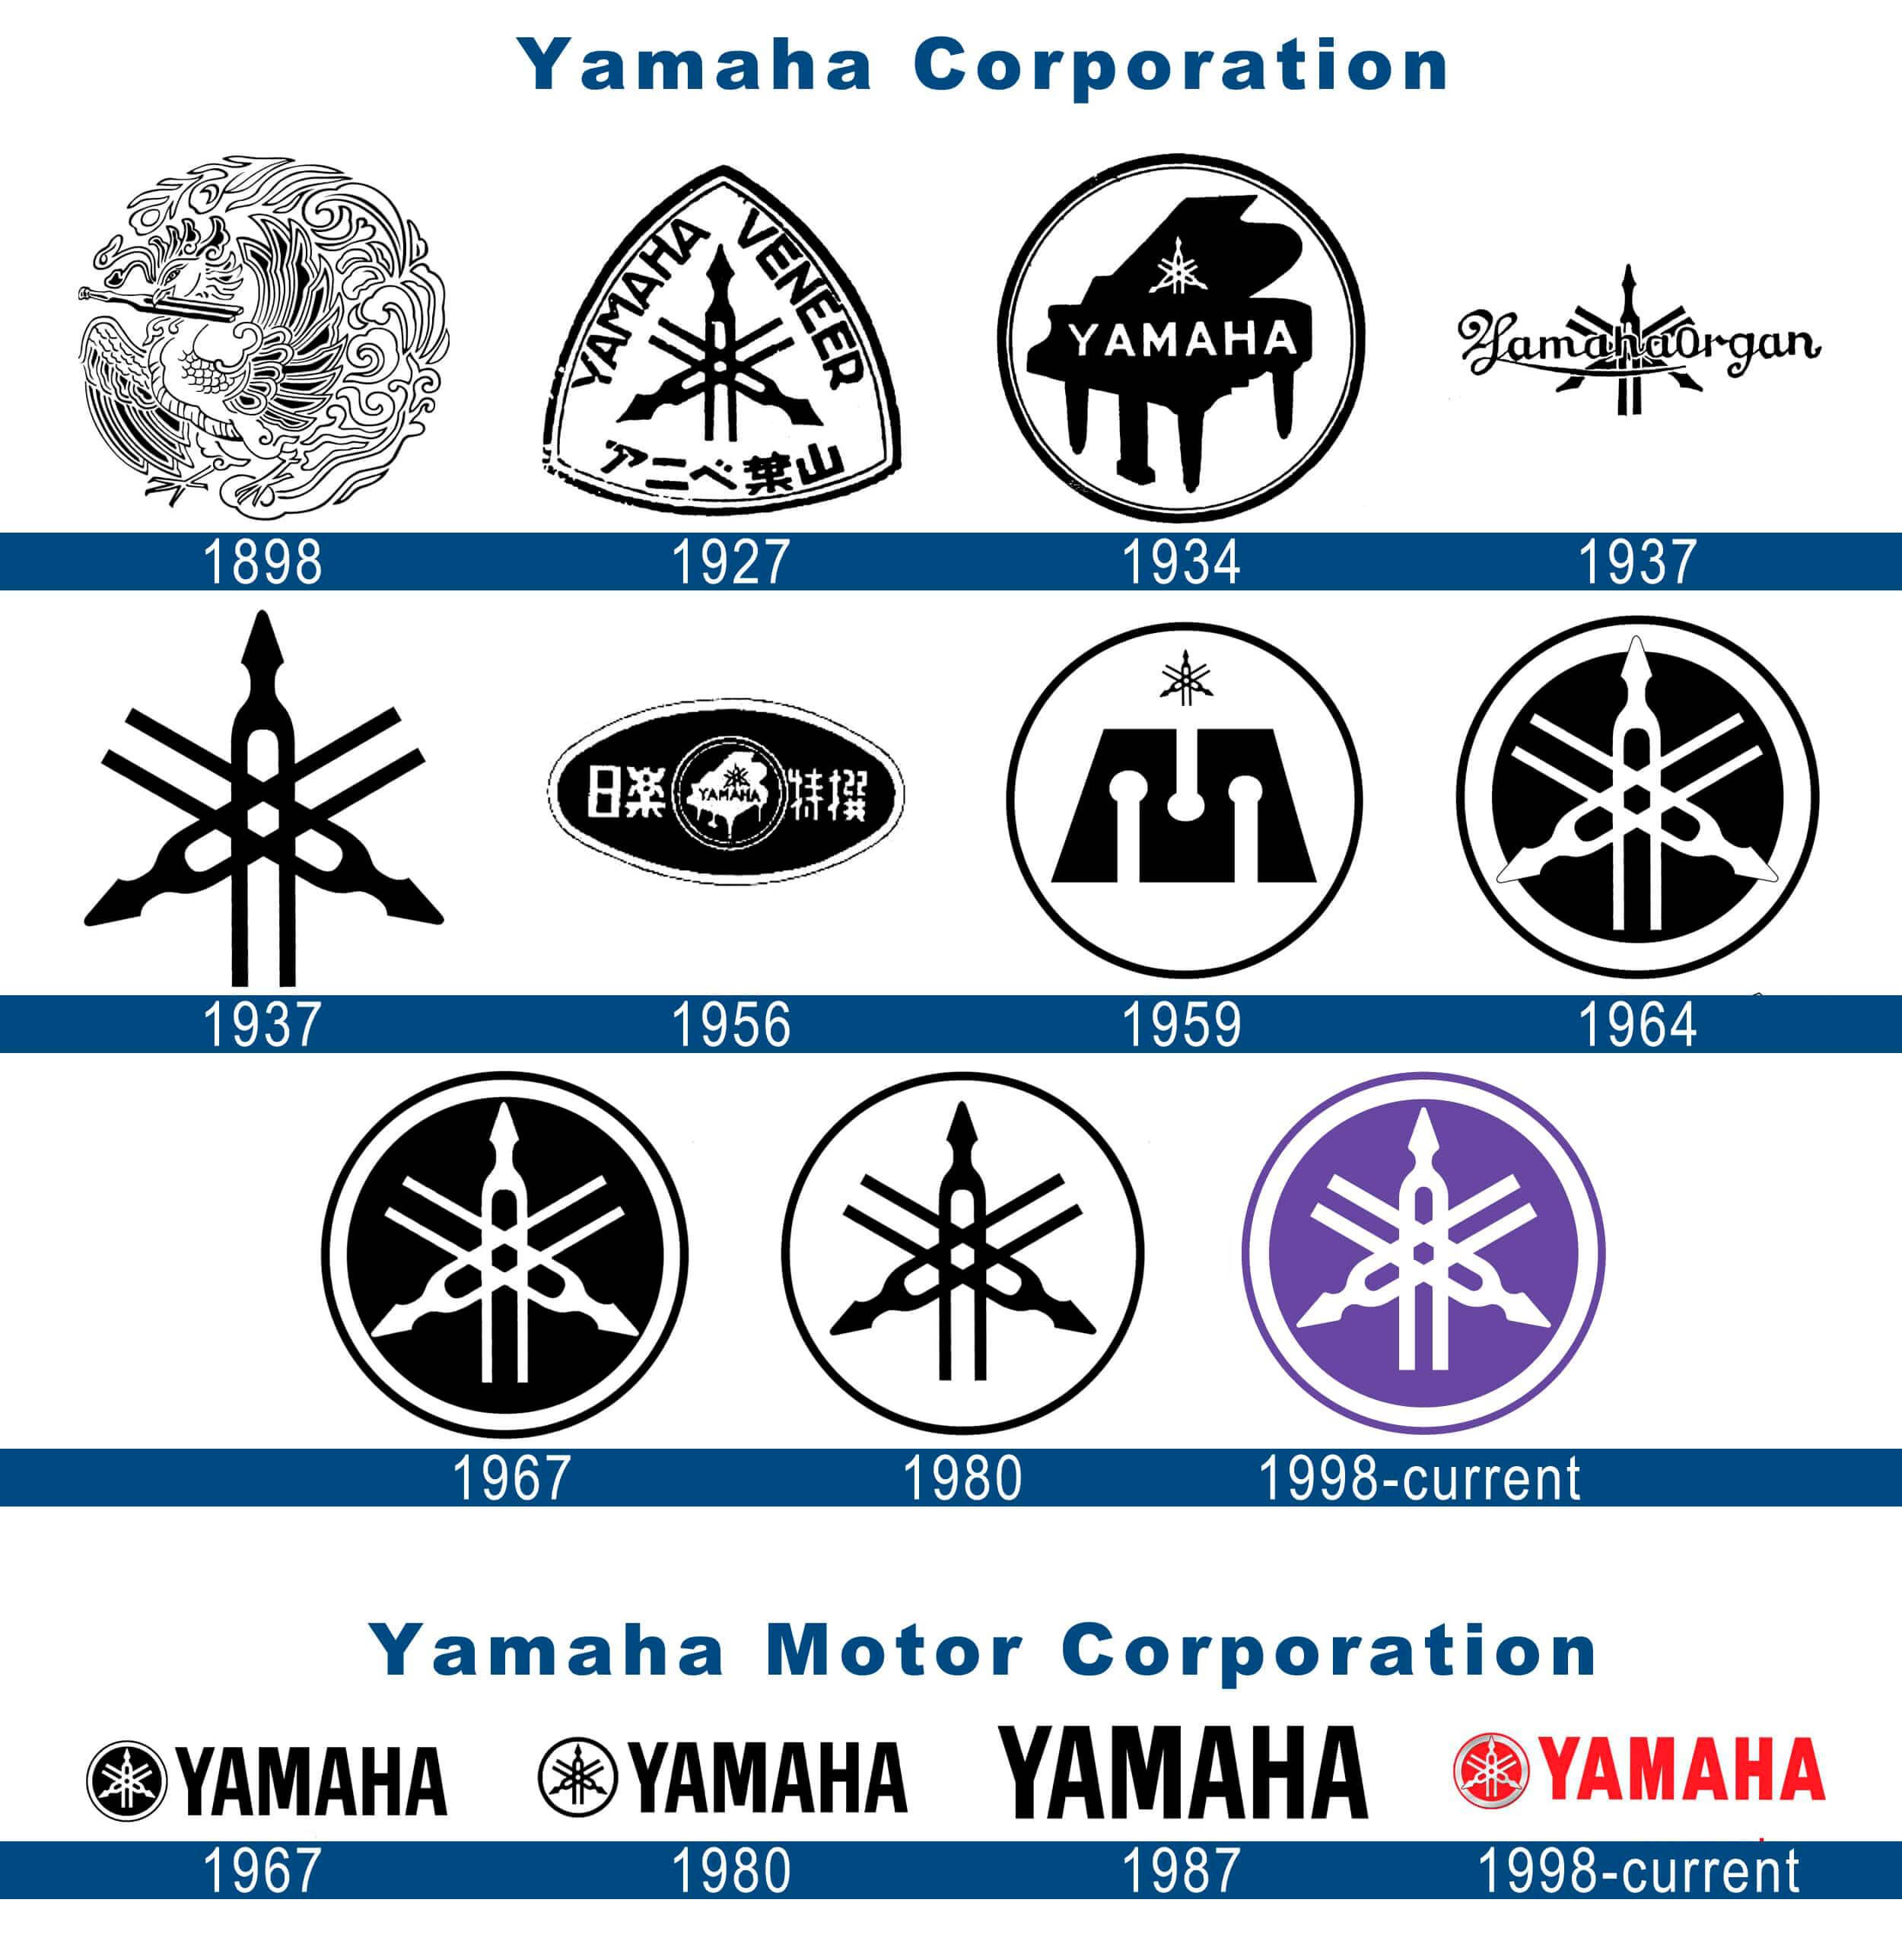 Yamaha Corporation
YAMAHA VENEER
アニベ葉山
YAMAHA
YamahaOrgan
1898 1927 1934 1937
日楽 YAMAHA 特撰
1937 1956 1959 1964
1967 1980 1998-current
Yamaha Motor Corporation
YAMAHA YAMAHA YAMAHA YAMAHA
1967 1980 1987 1998-current